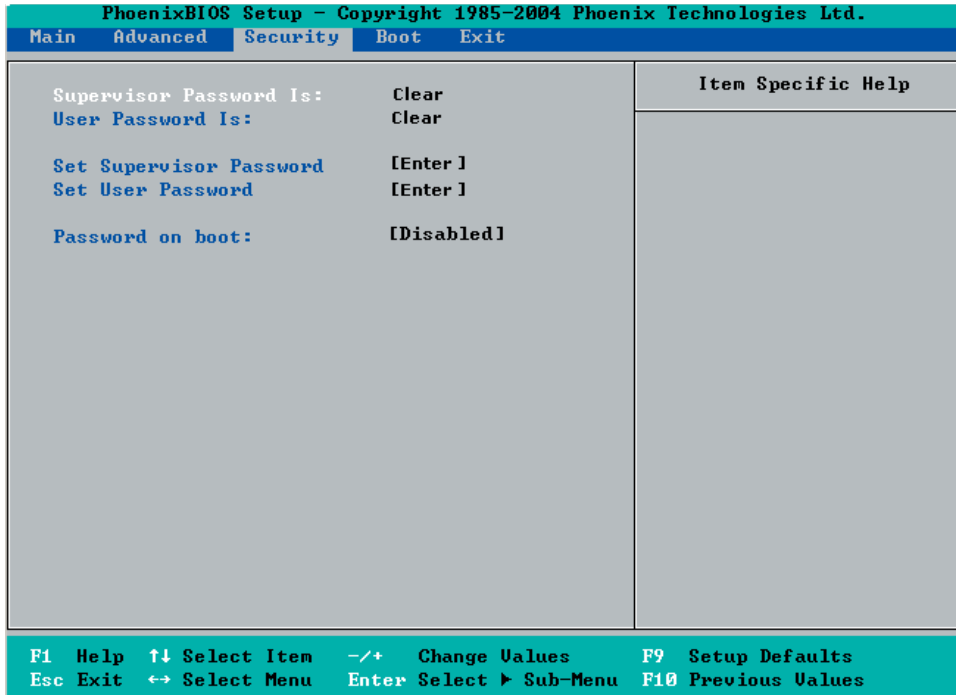 PhoenixBIOS Setup – Copyright 1985-2004 Phoenix Technologies Ltd.
Main Advanced Security Boot Exit
Item Specific Help
Supervisor Password Is: Clear
User Password Is: Clear
Set Supervisor Password [Enter]
Set User Password [Enter]
Password on boot: [Disabled]
F1 Help ↑↓ Select Item -/+ Change Values F9 Setup Defaults
Esc Exit ↔ Select Menu Enter Select ▶ Sub-Menu F10 Previous Values